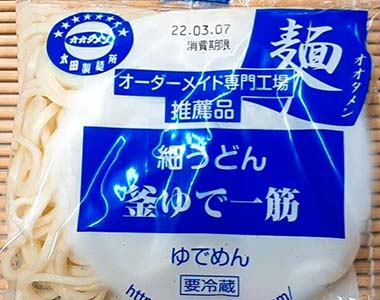 オオタメン
太田製麺所
22.03.07
消費期限
麺
オオタメン
オーダーメイド専門工場
推薦品
細うどん
釜ゆで一筋
ゆでめん
要冷蔵